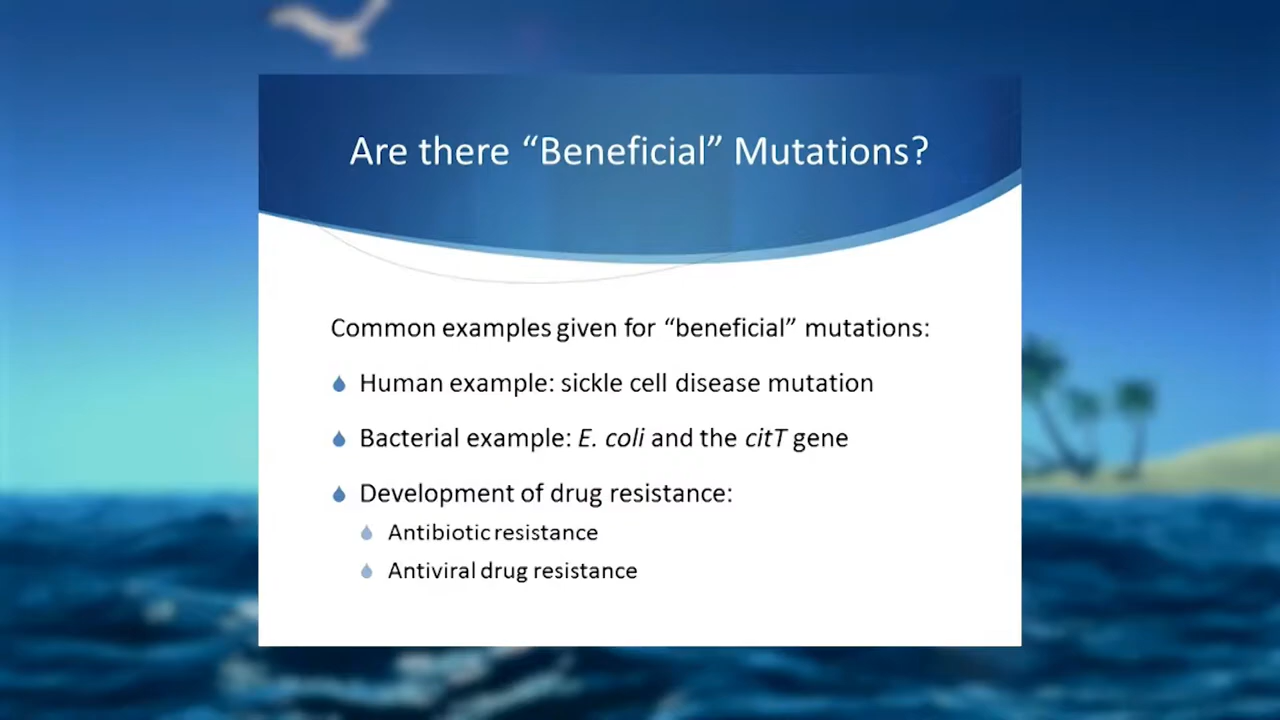 Are there “Beneficial” Mutations?
Common examples given for “beneficial” mutations:
Human example: sickle cell disease mutation
Bacterial example: E. coli and the citT gene
Development of drug resistance:
Antibiotic resistance
Antiviral drug resistance